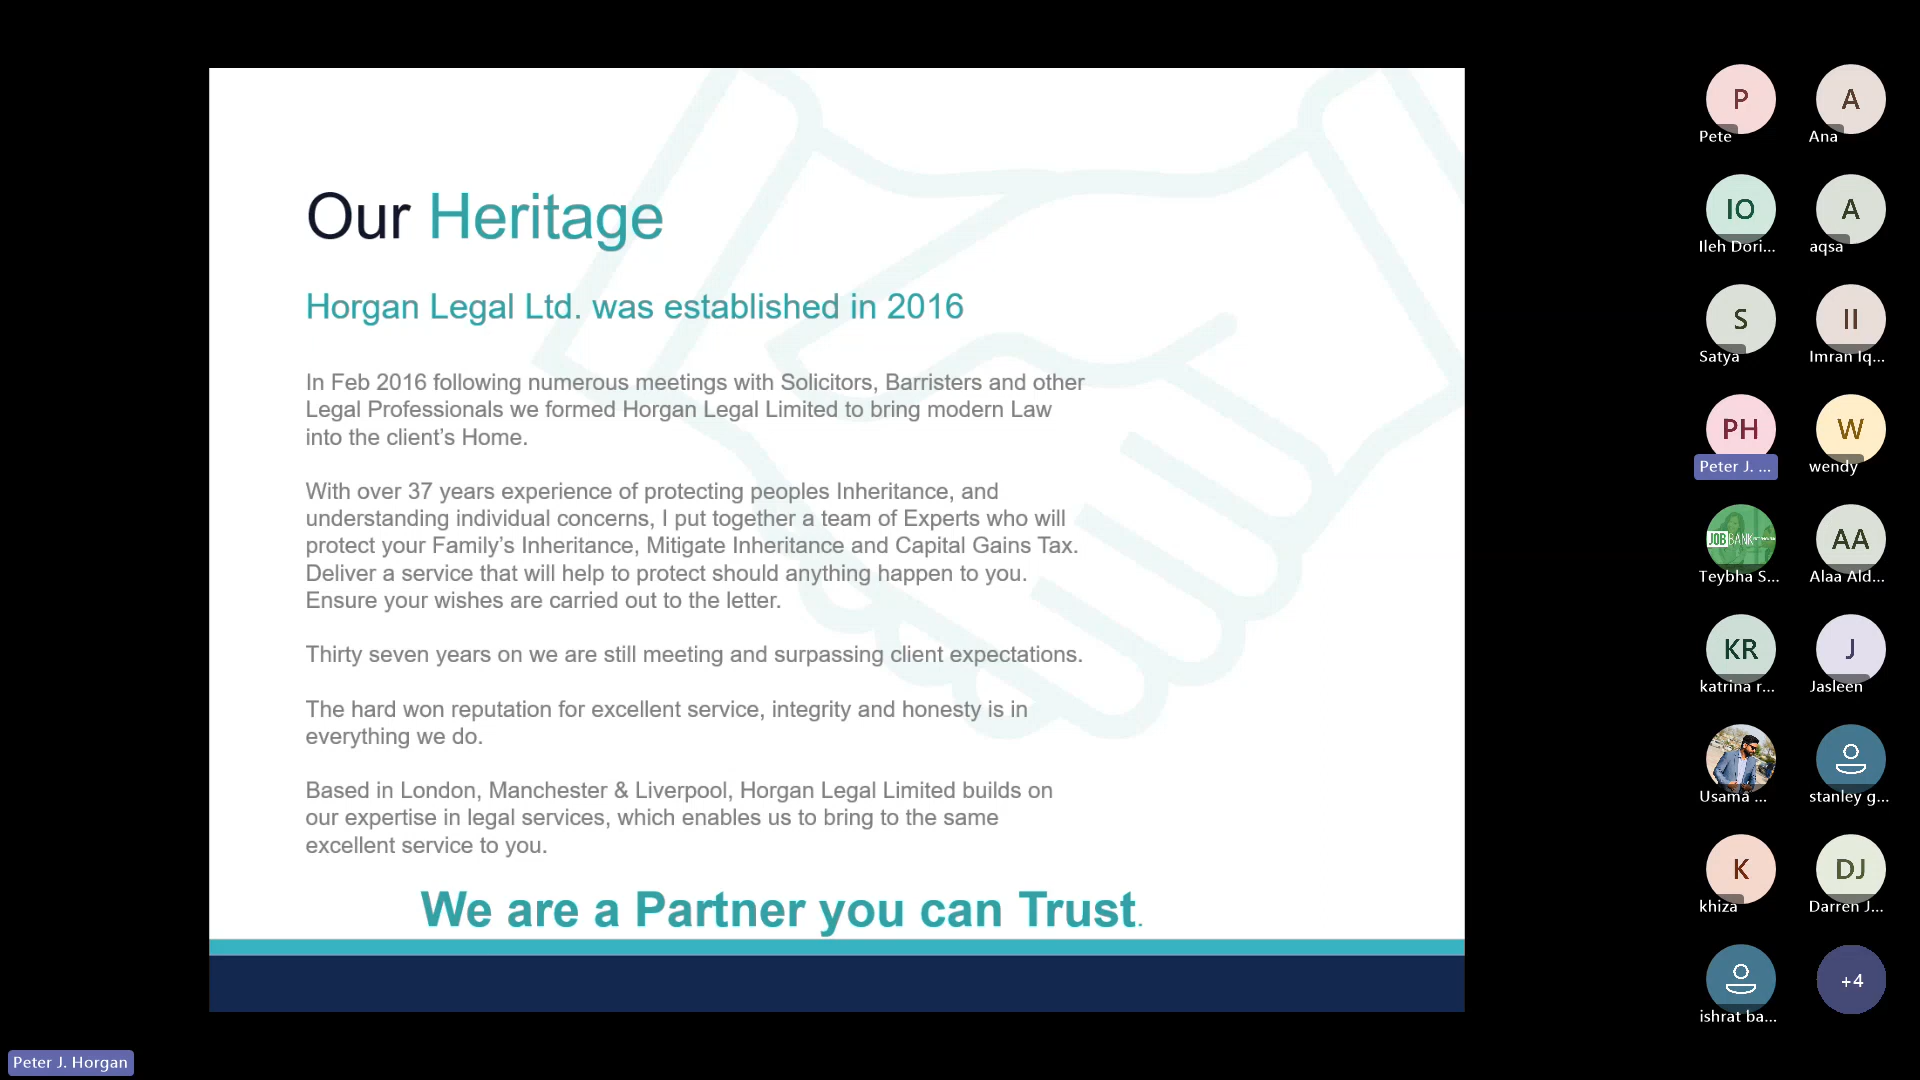 Our Heritage
Horgan Legal Ltd. was established in 2016
In Feb 2016 following numerous meetings with Solicitors, Barristers and other
Legal Professionals we formed Horgan Legal Limited to bring modern Law
into the client's Home.
With over 37 years experience of protecting peoples Inheritance, and
understanding individual concerns, I put together a team of Experts who will
protect your Family's Inheritance, Mitigate Inheritance and Capital Gains Tax.
Deliver a service that will help to protect should anything happen to you.
Ensure your wishes are carried out to the letter.
Thirty seven years on we are still meeting and surpassing client expectations.
The hard won reputation for excellent service, integrity and honesty is in
everything we do.
Based in London, Manchester & Liverpool, Horgan Legal Limited builds on
our expertise in legal services, which enables us to bring to the same
excellent service to you.
We are a Partner you can Trust.
P
Pete
A
Ana
IO
Ileh Dori...
A
aqsa
S
Satya
II
Imran Iq...
PH
Peter J. ...
W
wendy
JOBBANK
Teybha S...
AA
Alaa Ald...
KR
katrina r...
J
Jasleen
Usama ...
stanley g...
K
khiza
DJ
Darren J...
ishrat ba...
+4
Peter J. Horgan